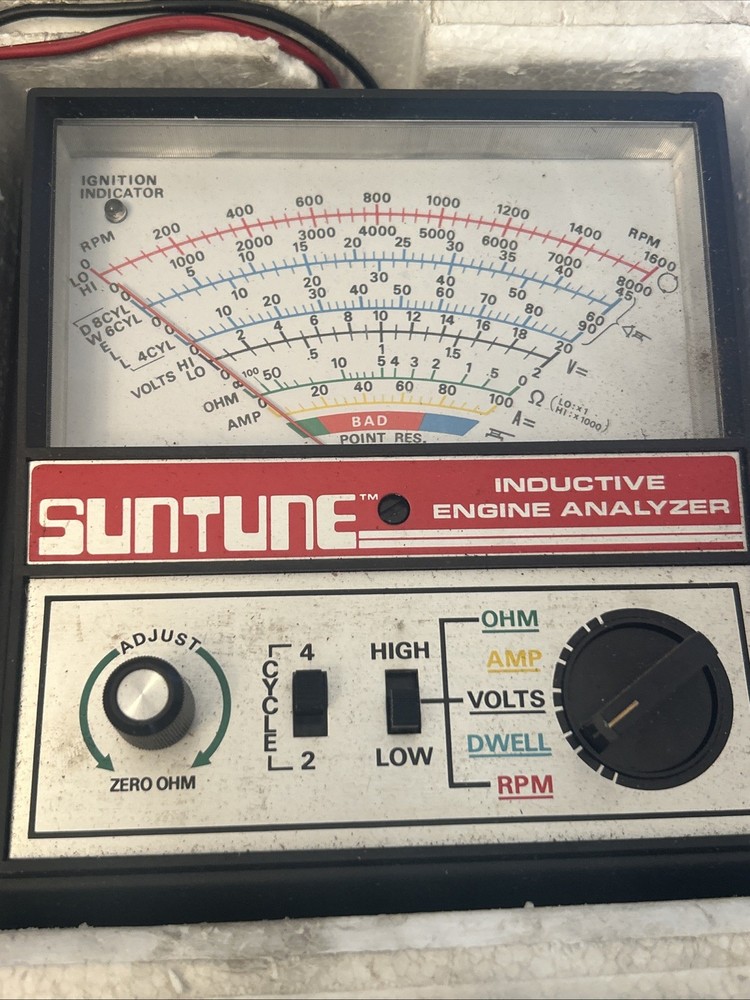 IGNITION
INDICATOR
RPM
RPM
LO 0 200 400 600 800 1000 1200 1400 1600
HI 0 1000 2000 3000 4000 5000 6000 7000 8000
D 8CYL 0 5 10 15 20 25 30 35 40 45
W 6CYL 0 10 20 30 40 50 60
E
L
L 4CYL 0 10 20 30 40 50 60 70 80 90
VOLTS HI 0 2 4 6 8 10 12 14 16 18 20 V=
LO 0 .5 1 1.5 2
OHM ∞ 100 50 10 5 4 3 2 1 .5 0 Ω (LO:x1
HI:x1000)
AMP 0 20 40 60 80 100 A=
BAD
POINT RES.
SUNTUNE™
INDUCTIVE
ENGINE ANALYZER
ADJUST
ZERO OHM
CYCLE
4
2
HIGH
LOW
OHM
AMP
VOLTS
DWELL
RPM